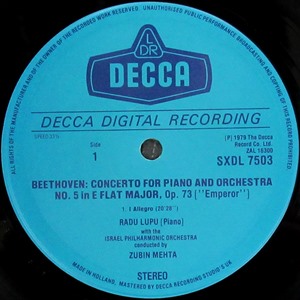 ALL RIGHTS OF THE MANUFACTURER AND OF THE OWNER OF THE RECORDED WORK RESERVED
UNAUTHORISED PUBLIC PERFORMANCE BROADCASTING AND COPYING OF THIS RECORD PROHIBITED
LDR
DECCA
DECCA DIGITAL RECORDING
SPEED 33⅓
Side
1
℗ 1979 The Decca
Record Co. Ltd.
ZAL 16300
SXDL 7503
BEETHOVEN: CONCERTO FOR PIANO AND ORCHESTRA
NO. 5 in E FLAT MAJOR, Op. 73 ["Emperor"]
1. I Allegro (20'28")
RADU LUPU [Piano]
with the
ISRAEL PHILHARMONIC ORCHESTRA
conducted by
ZUBIN MEHTA
STEREO
MADE IN HOLLAND, MASTERED BY DECCA RECORDING STUDIO'S UK